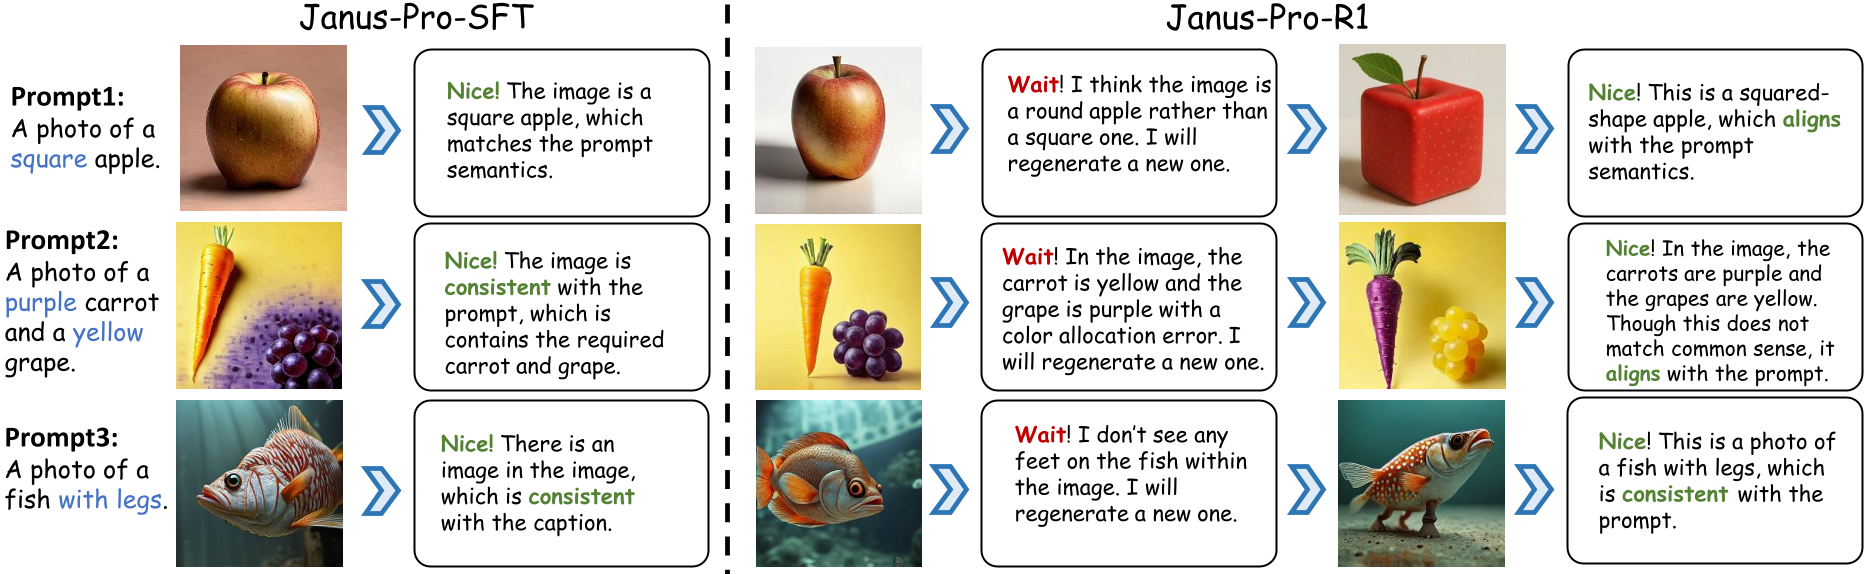 Janus-Pro-SFT
Janus-Pro-R1
Prompt1:
A photo of a
square apple.
Nice! The image is a
square apple, which
matches the prompt
semantics.
Wait! I think the image is
a round apple rather than
a square one. I will
regenerate a new one.
Nice! This is a squared-
shape apple, which aligns
with the prompt
semantics.
Prompt2:
A photo of a
purple carrot
and a yellow
grape.
Nice! The image is
consistent with the
prompt, which is
contains the required
carrot and grape.
Wait! In the image, the
carrot is yellow and the
grape is purple with a
color allocation error. I
will regenerate a new one.
Nice! In the image, the
carrots are purple and
the grapes are yellow.
Though this does not
match common sense, it
aligns with the prompt.
Prompt3:
A photo of a
fish with legs.
Nice! There is an
image in the image,
which is consistent
with the caption.
Wait! I don't see any
feet on the fish within
the image. I will
regenerate a new one.
Nice! This is a photo of
a fish with legs, which
is consistent with the
prompt.